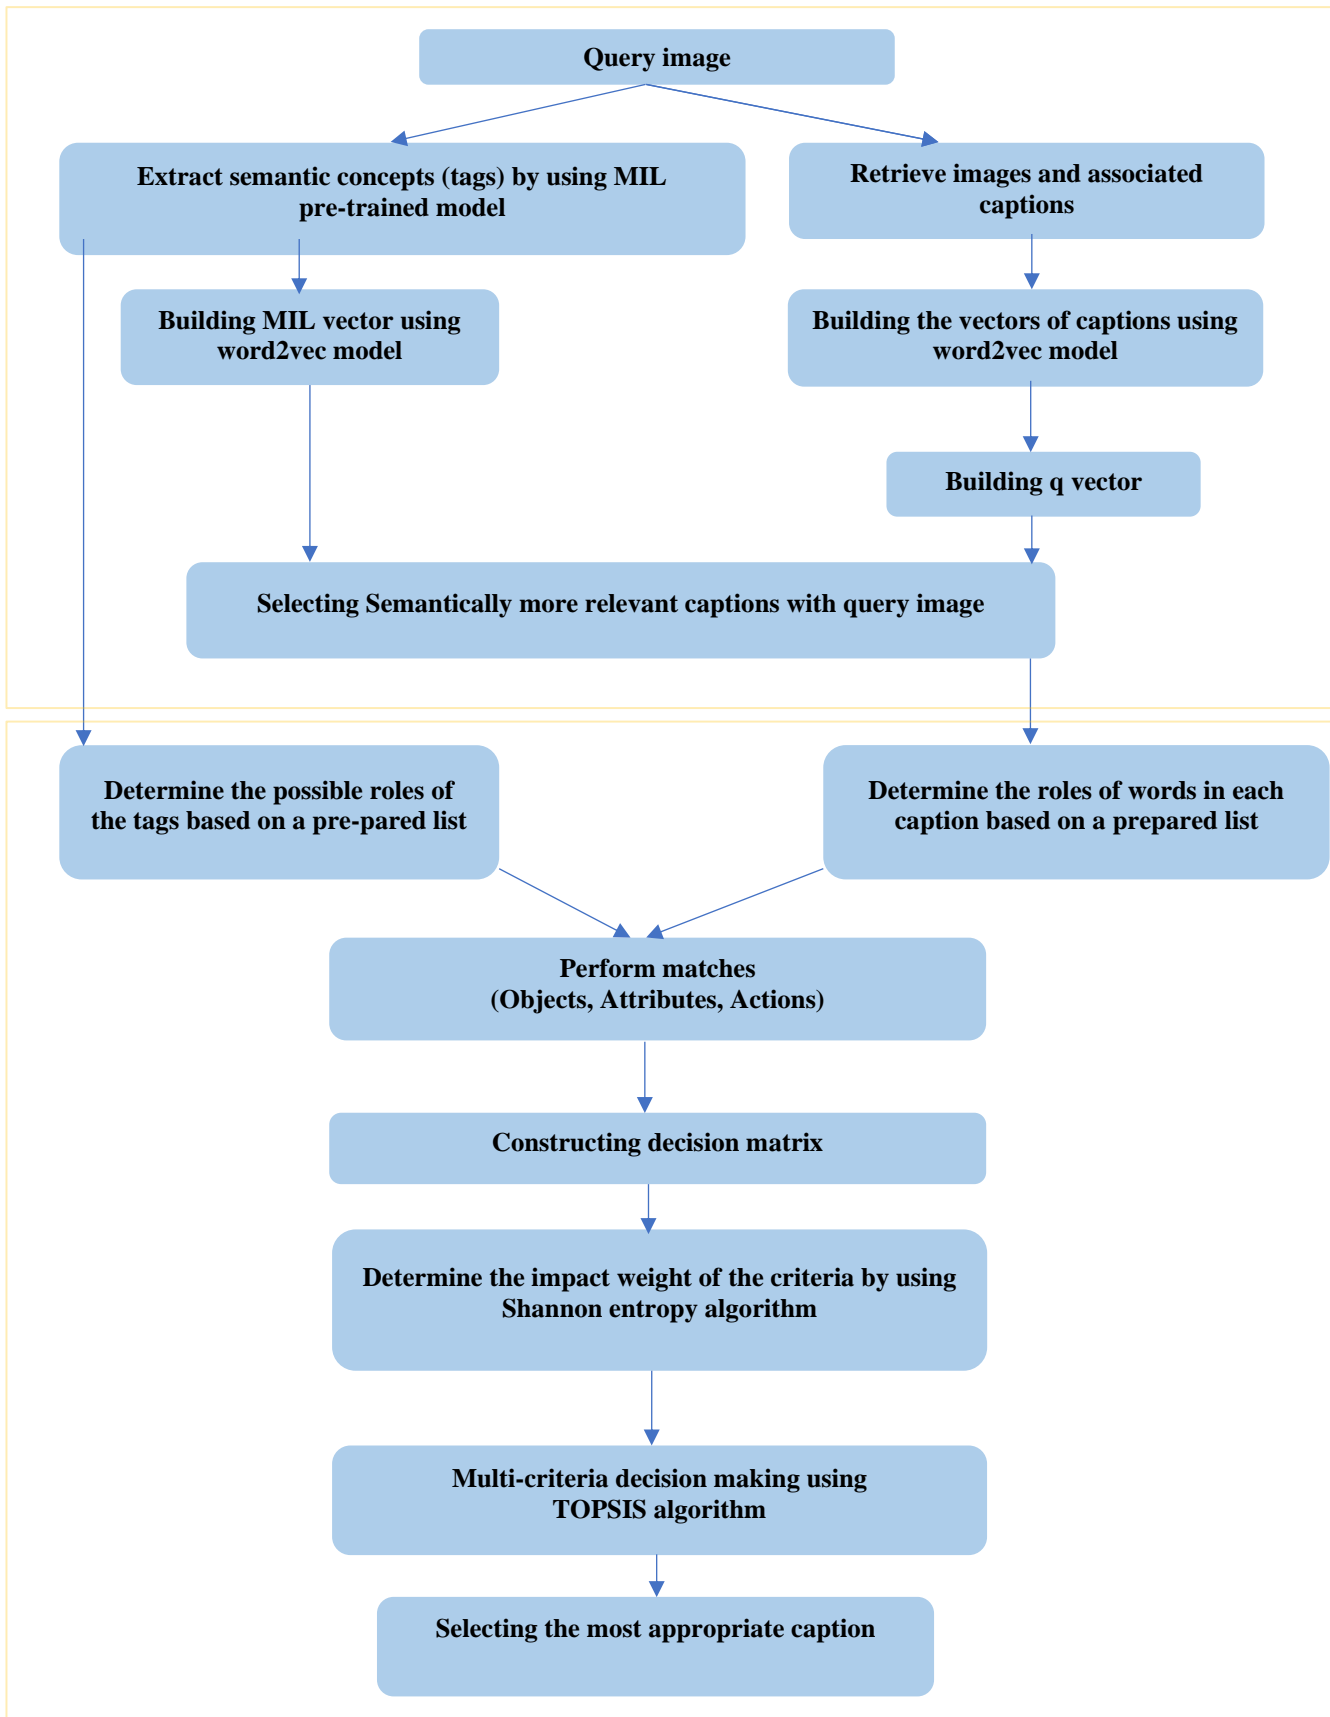 Query image
Extract semantic concepts (tags) by using MIL
pre-trained model
Retrieve images and associated
captions
Building MIL vector using
word2vec model
Building the vectors of captions using
word2vec model
Building q vector
Selecting Semantically more relevant captions with query image
Determine the possible roles of
the tags based on a pre-pared list
Determine the roles of words in each
caption based on a prepared list
Perform matches
(Objects, Attributes, Actions)
Constructing decision matrix
Determine the impact weight of the criteria by using
Shannon entropy algorithm
Multi-criteria decision making using
TOPSIS algorithm
Selecting the most appropriate caption